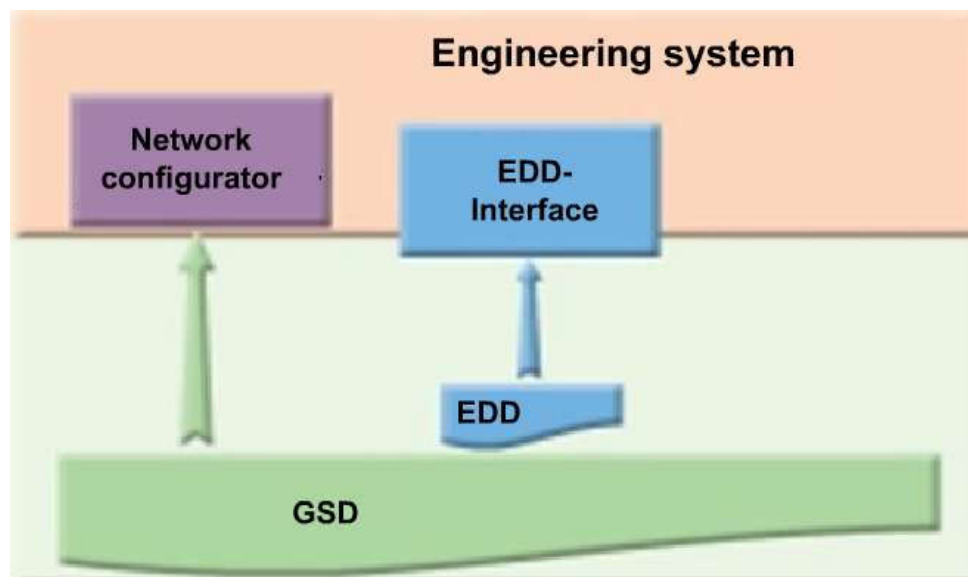 Engineering system
Network
configurator
EDD-
Interface
EDD
GSD